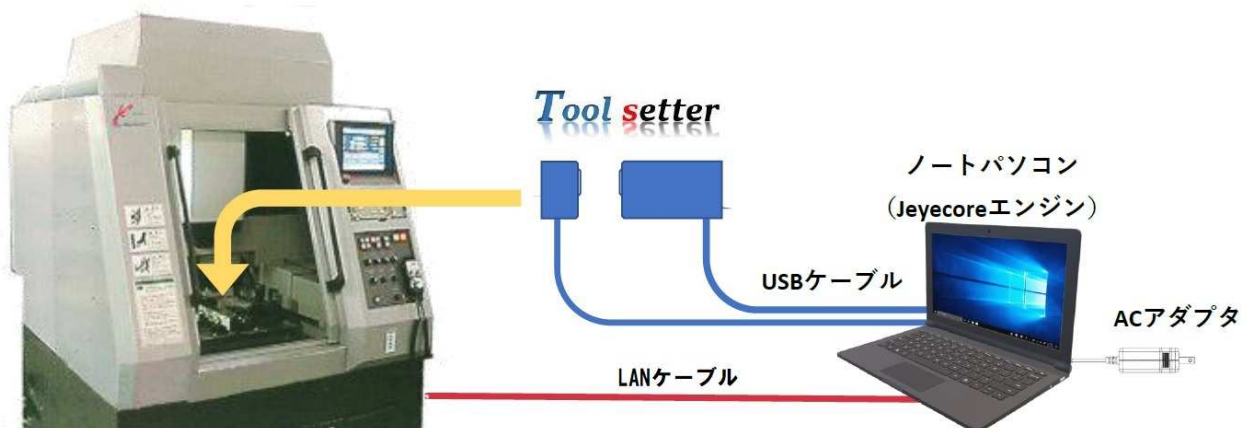 Tool setter
ノートパソコン
（Jeyecoreエンジン）
USBケーブル
ACアダプタ
LANケーブル